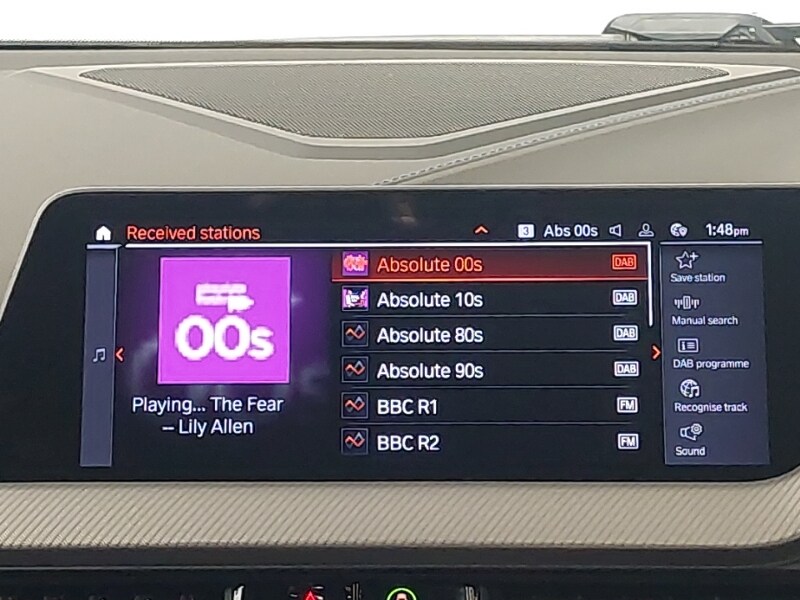 Received stations
3 Abs 00s 1:48pm
00s
Playing... The Fear
– Lily Allen
Absolute 00s DAB
Absolute 10s DAB
Absolute 80s DAB
Absolute 90s DAB
BBC R1 FM
BBC R2 FM
Save station
Manual search
DAB programme
Recognise track
Sound